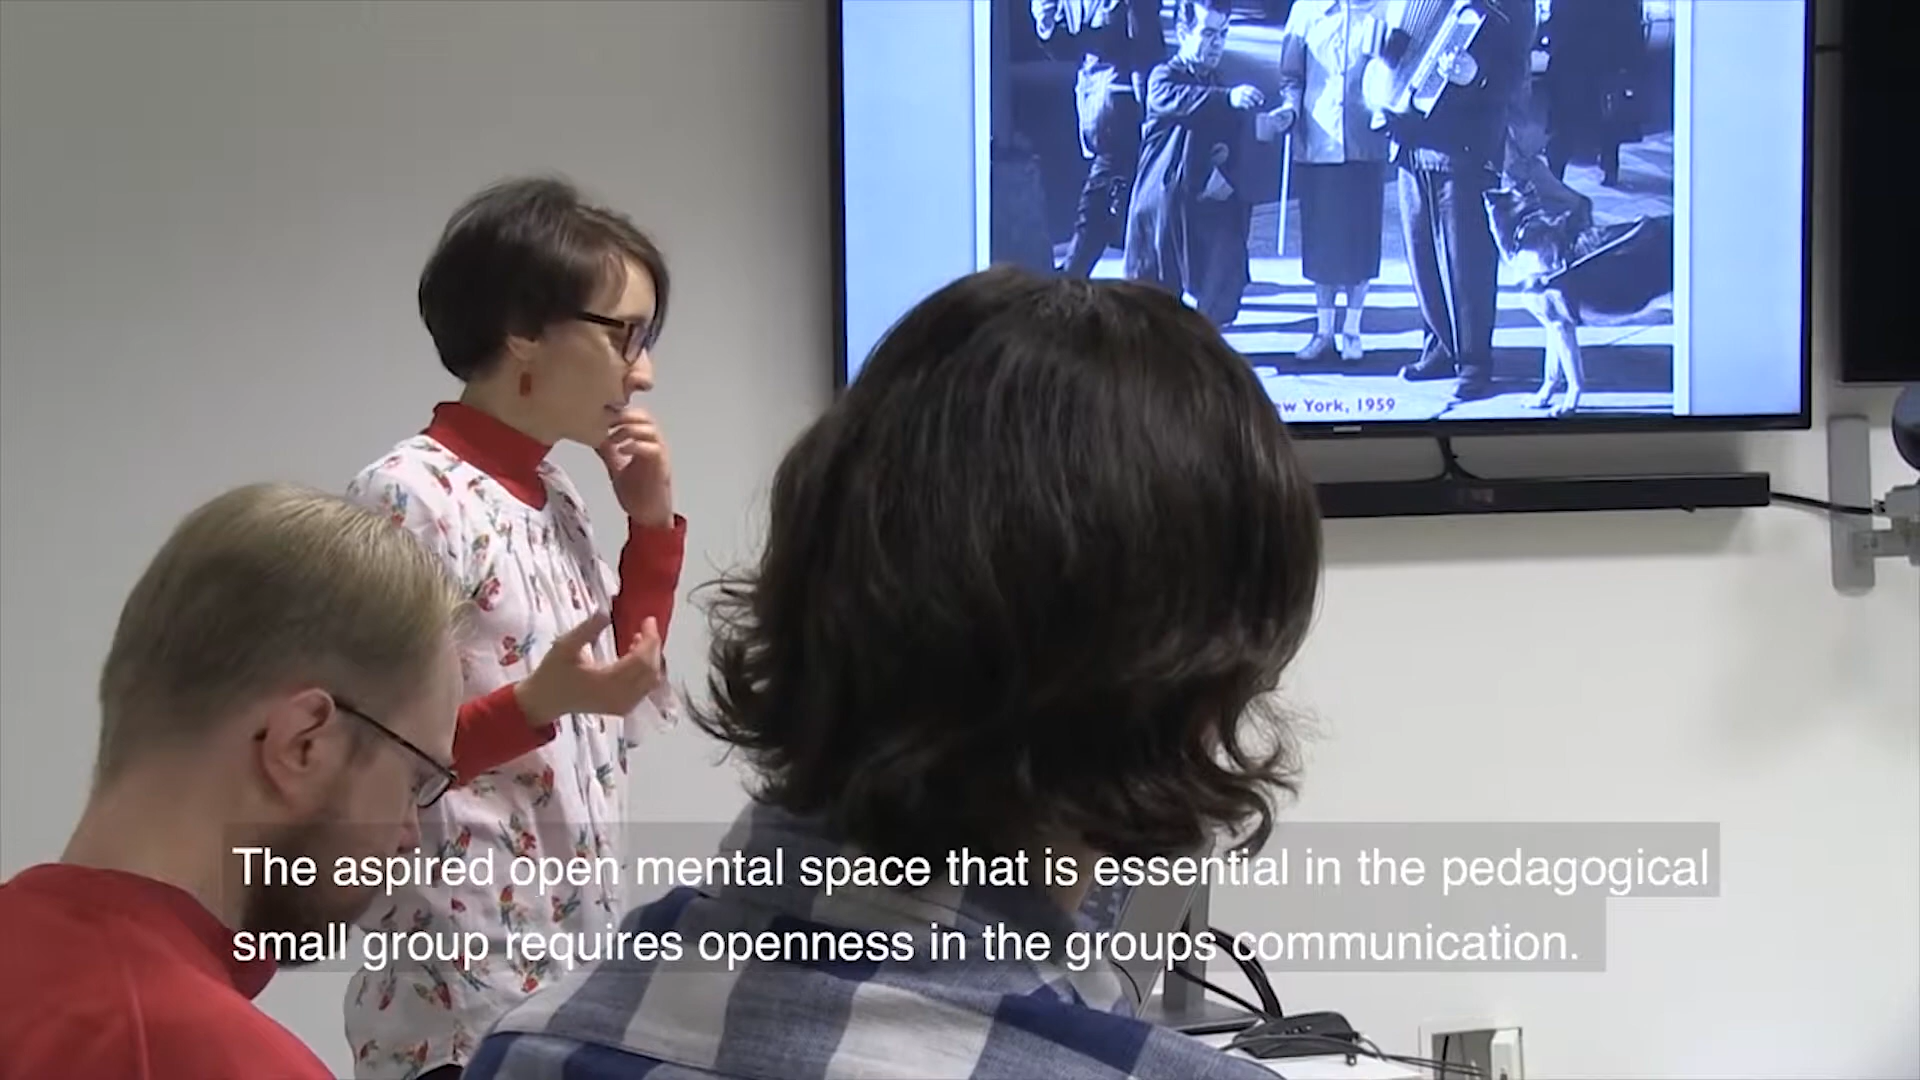 ew York, 1959
The aspired open mental space that is essential in the pedagogical
small group requires openness in the groups communication.